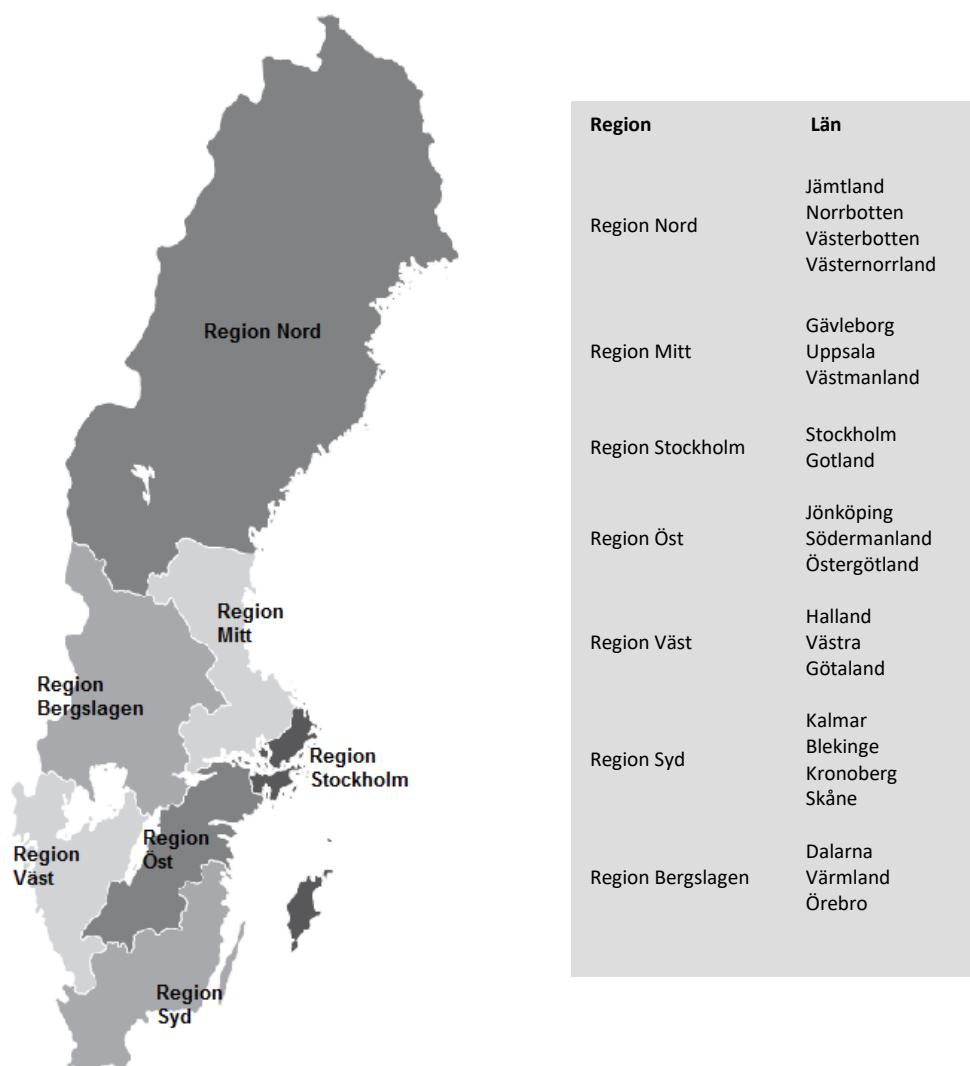 Region Nord
Region
Mitt
Region
Bergslagen
Region
Stockholm
Region
Öst
Region
Väst
Region
Syd
Region Län
Region Nord
Jämtland
Norrbotten
Västerbotten
Västernorrland
Region Mitt
Gävleborg
Uppsala
Västmanland
Region Stockholm
Stockholm
Gotland
Region Öst
Jönköping
Södermanland
Östergötland
Region Väst
Halland
Västra
Götaland
Region Syd
Kalmar
Blekinge
Kronoberg
Skåne
Region Bergslagen
Dalarna
Värmland
Örebro